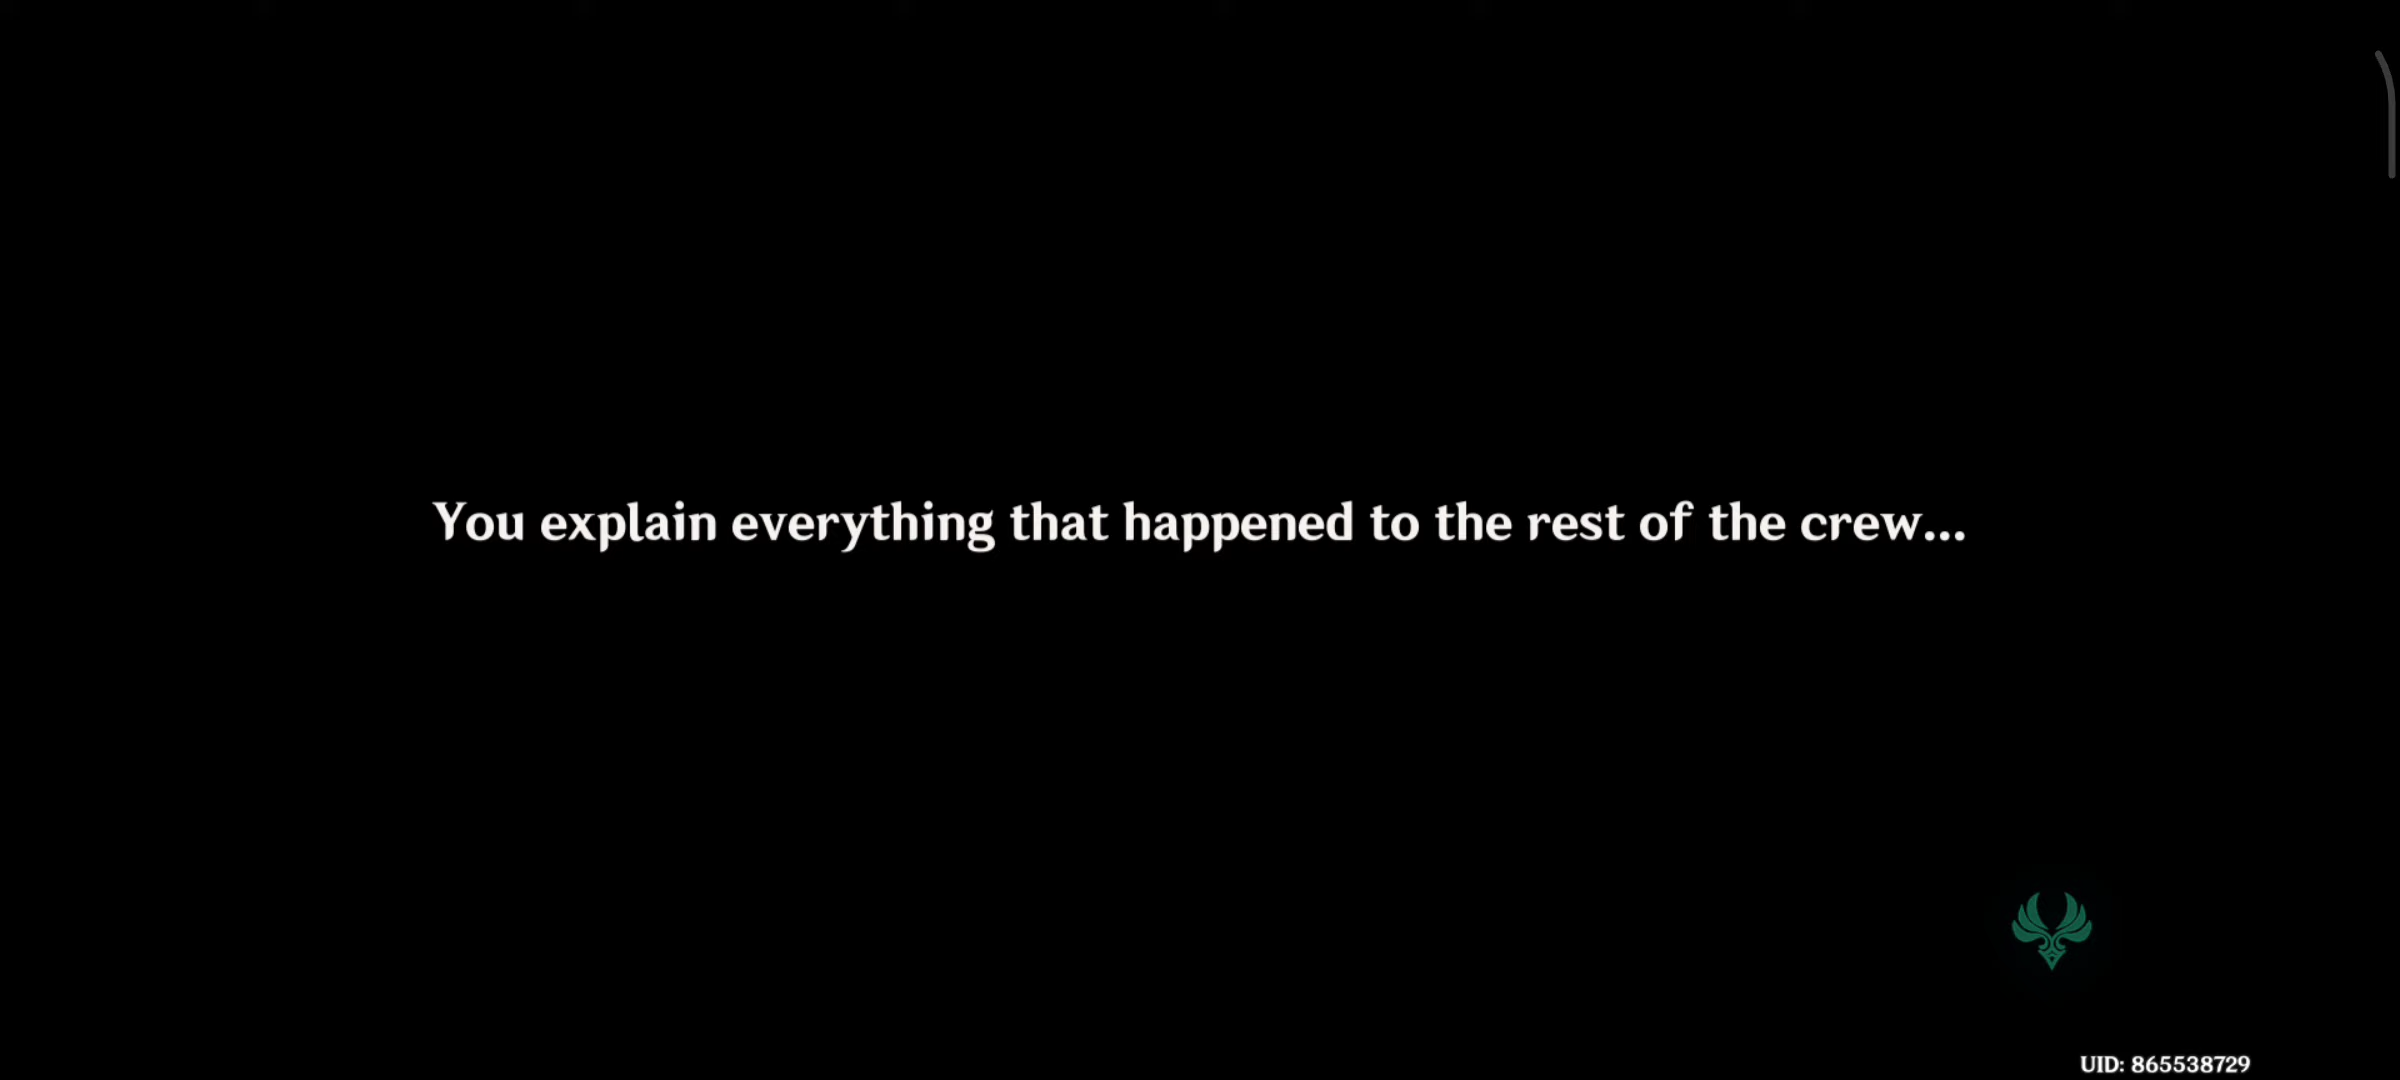 You explain everything that happened to the rest of the crew...
UID: 865538729